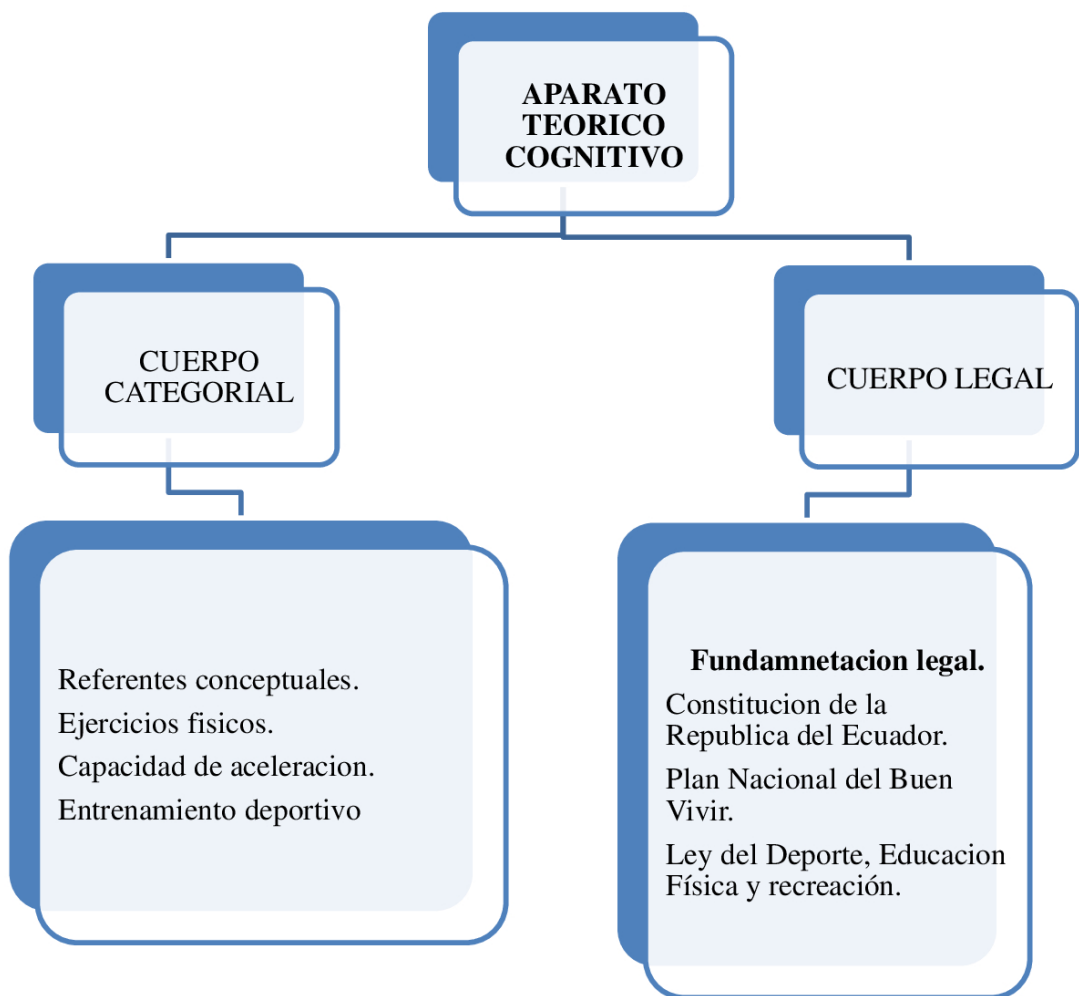 APARATO
TEORICO
COGNITIVO
CUERPO
CATEGORIAL
CUERPO LEGAL
Referentes conceptuales.
Ejercicios fisicos.
Capacidad de aceleracion.
Entrenamiento deportivo
Fundamnetacion legal.
Constitucion de la
Republica del Ecuador.
Plan Nacional del Buen
Vivir.
Ley del Deporte, Educacion
Física y recreación.